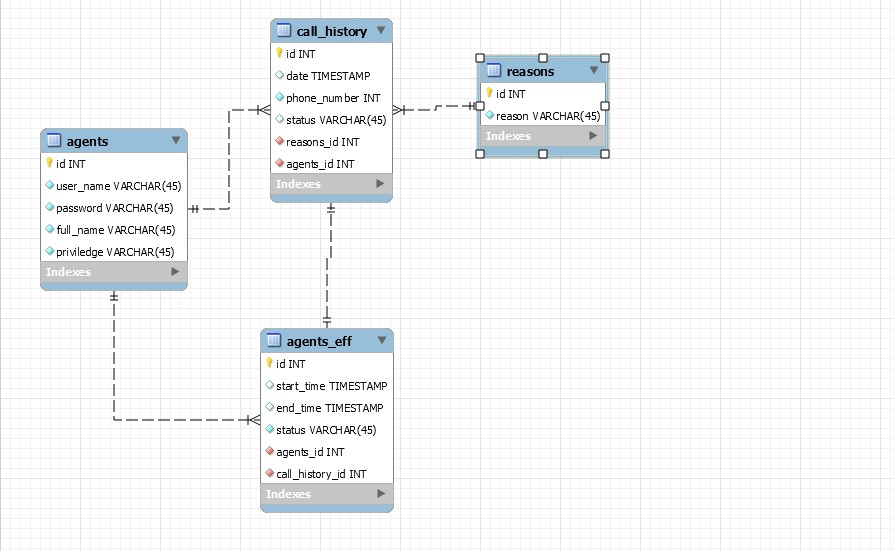 call_history
id INT
date TIMESTAMP
phone_number INT
status VARCHAR(45)
reasons_id INT
agents_id INT
Indexes
reasons
id INT
reason VARCHAR(45)
Indexes
agents
id INT
user_name VARCHAR(45)
password VARCHAR(45)
full_name VARCHAR(45)
priviledge VARCHAR(45)
Indexes
agents_eff
id INT
start_time TIMESTAMP
end_time TIMESTAMP
status VARCHAR(45)
agents_id INT
call_history_id INT
Indexes